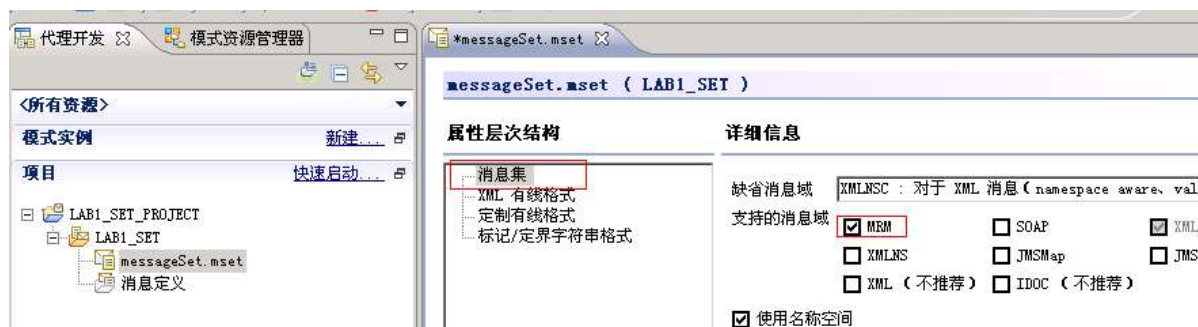 代理开发 模式资源管理器
<所有资源>
模式实例 新建...
项目 快速启动...
LAB1_SET_PROJECT
LAB1_SET
messageSet.mset
消息定义
*messageSet.mset
messageSet.mset ( LAB1_SET )
属性层次结构
消息集
XML 有线格式
定制有线格式
标记/定界字符串格式
详细信息
缺省消息域 XMLNSC : 对于 XML 消息(namespace aware、val
支持的消息域
MRM SOAP XML
XMLNS JMSMap JMS
XML (不推荐) IDOC (不推荐)
使用名称空间